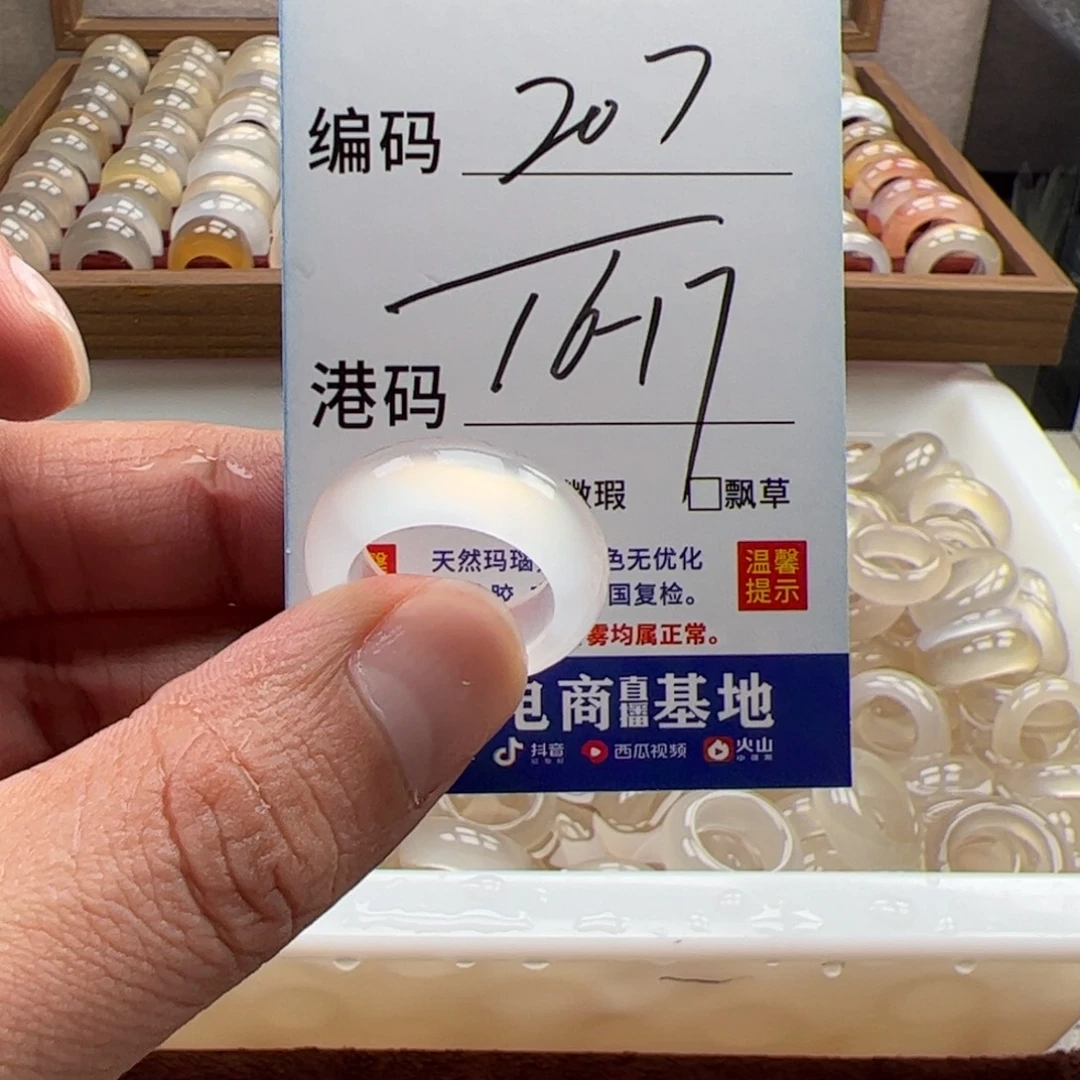 编码 207
港码 16-17
微瑕 □飘草
天然玛瑙 色无优化 温馨
胶 国复检。 提示
雾均属正常。
电商直播基地
抖音 西瓜视频 火山